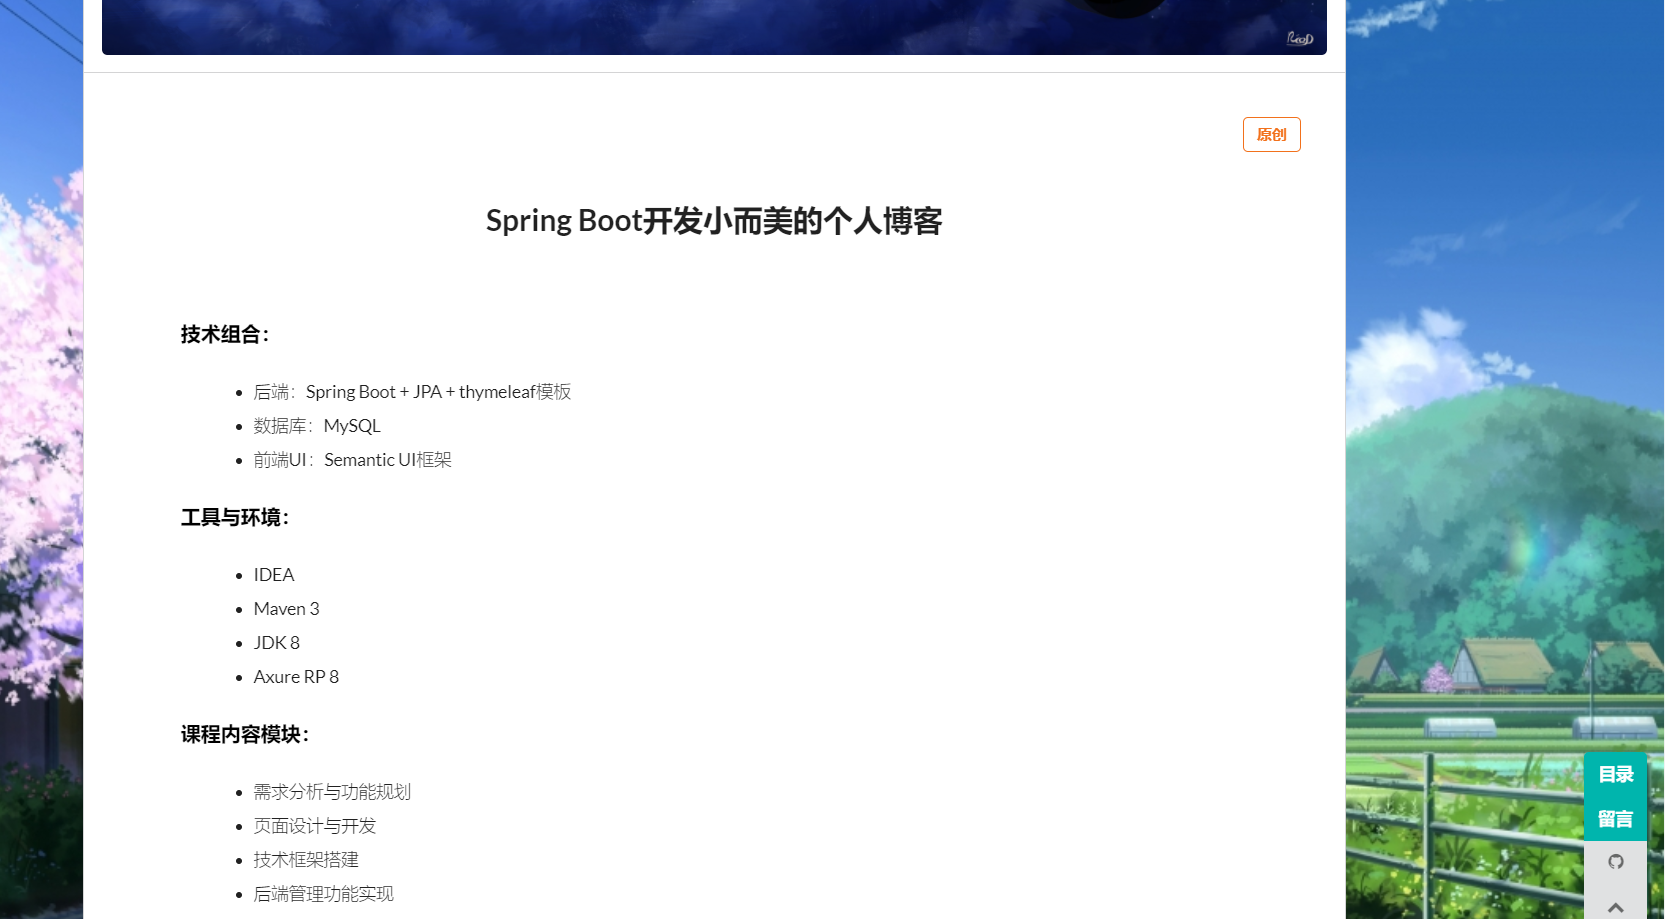 RioD
原创
Spring Boot开发小而美的个人博客
技术组合：
后端：Spring Boot + JPA + thymeleaf模板
数据库：MySQL
前端UI：Semantic UI框架
工具与环境：
IDEA
Maven 3
JDK 8
Axure RP 8
课程内容模块：
需求分析与功能规划
页面设计与开发
技术框架搭建
后端管理功能实现
目录
留言